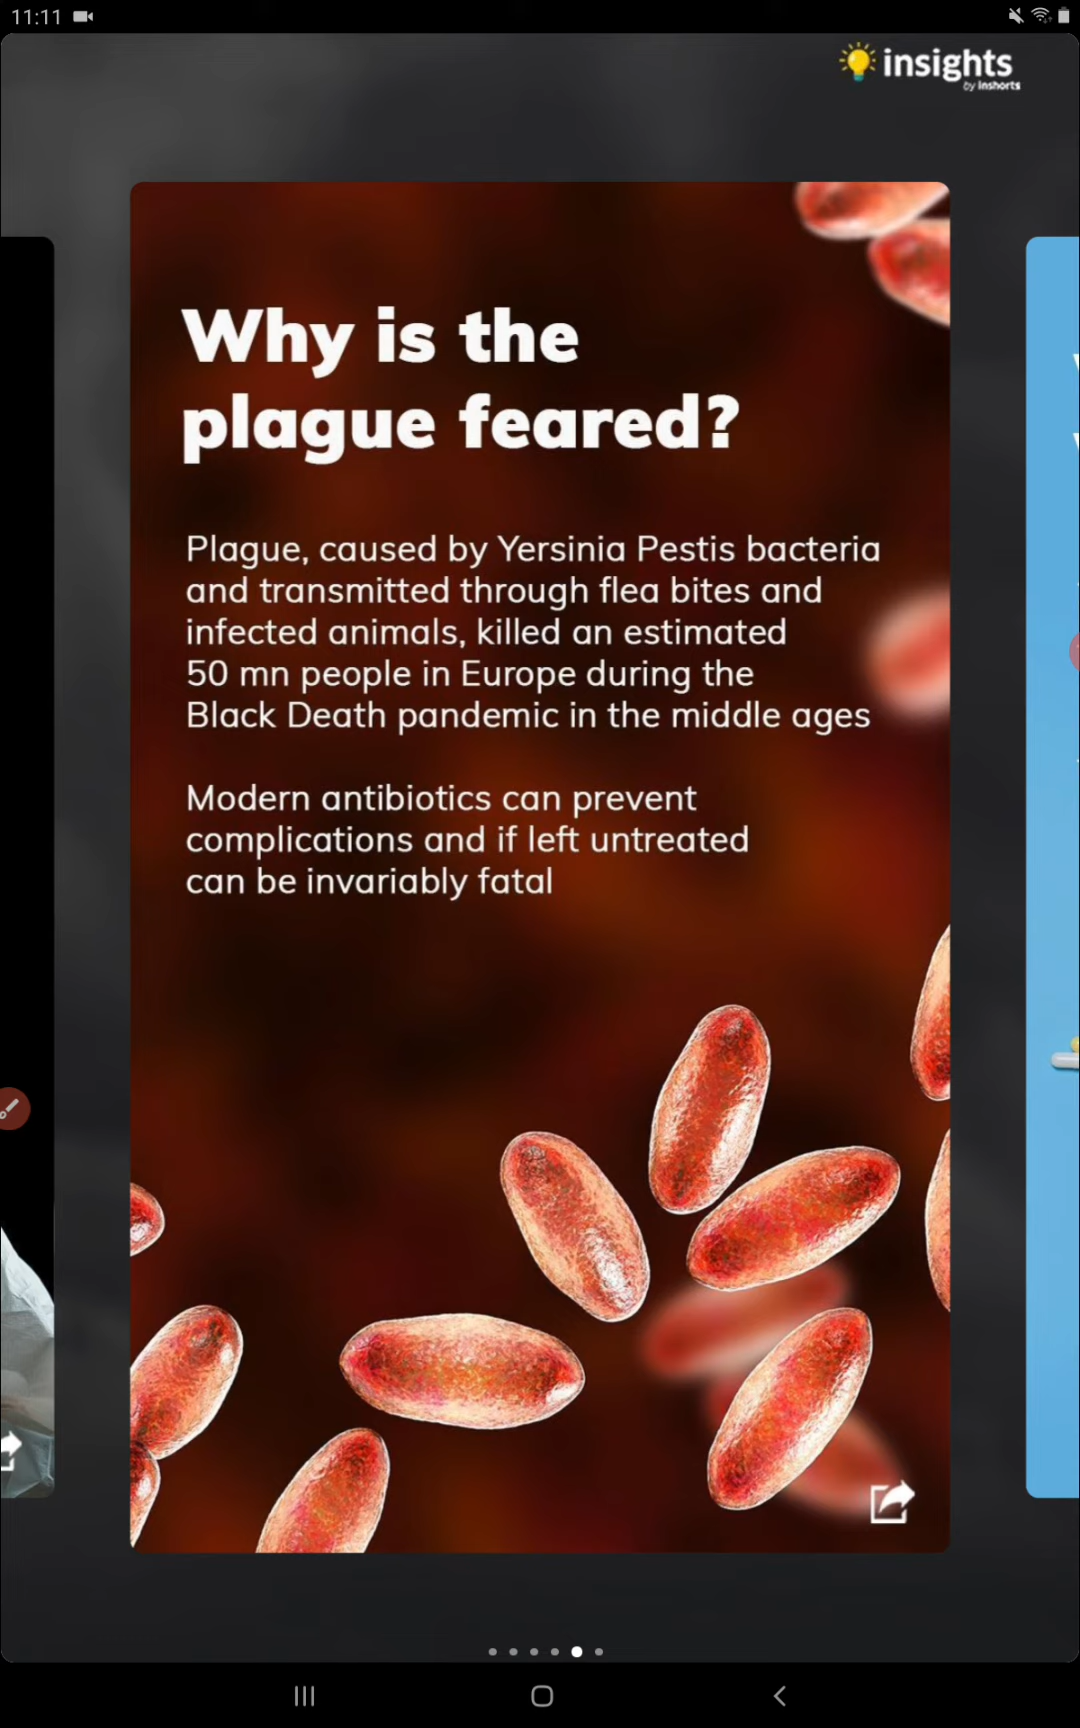 11:11
insights
by inshorts
Why is the
plague feared?
Plague, caused by Yersinia Pestis bacteria
and transmitted through flea bites and
infected animals, killed an estimated
50 mn people in Europe during the
Black Death pandemic in the middle ages
Modern antibiotics can prevent
complications and if left untreated
can be invariably fatal